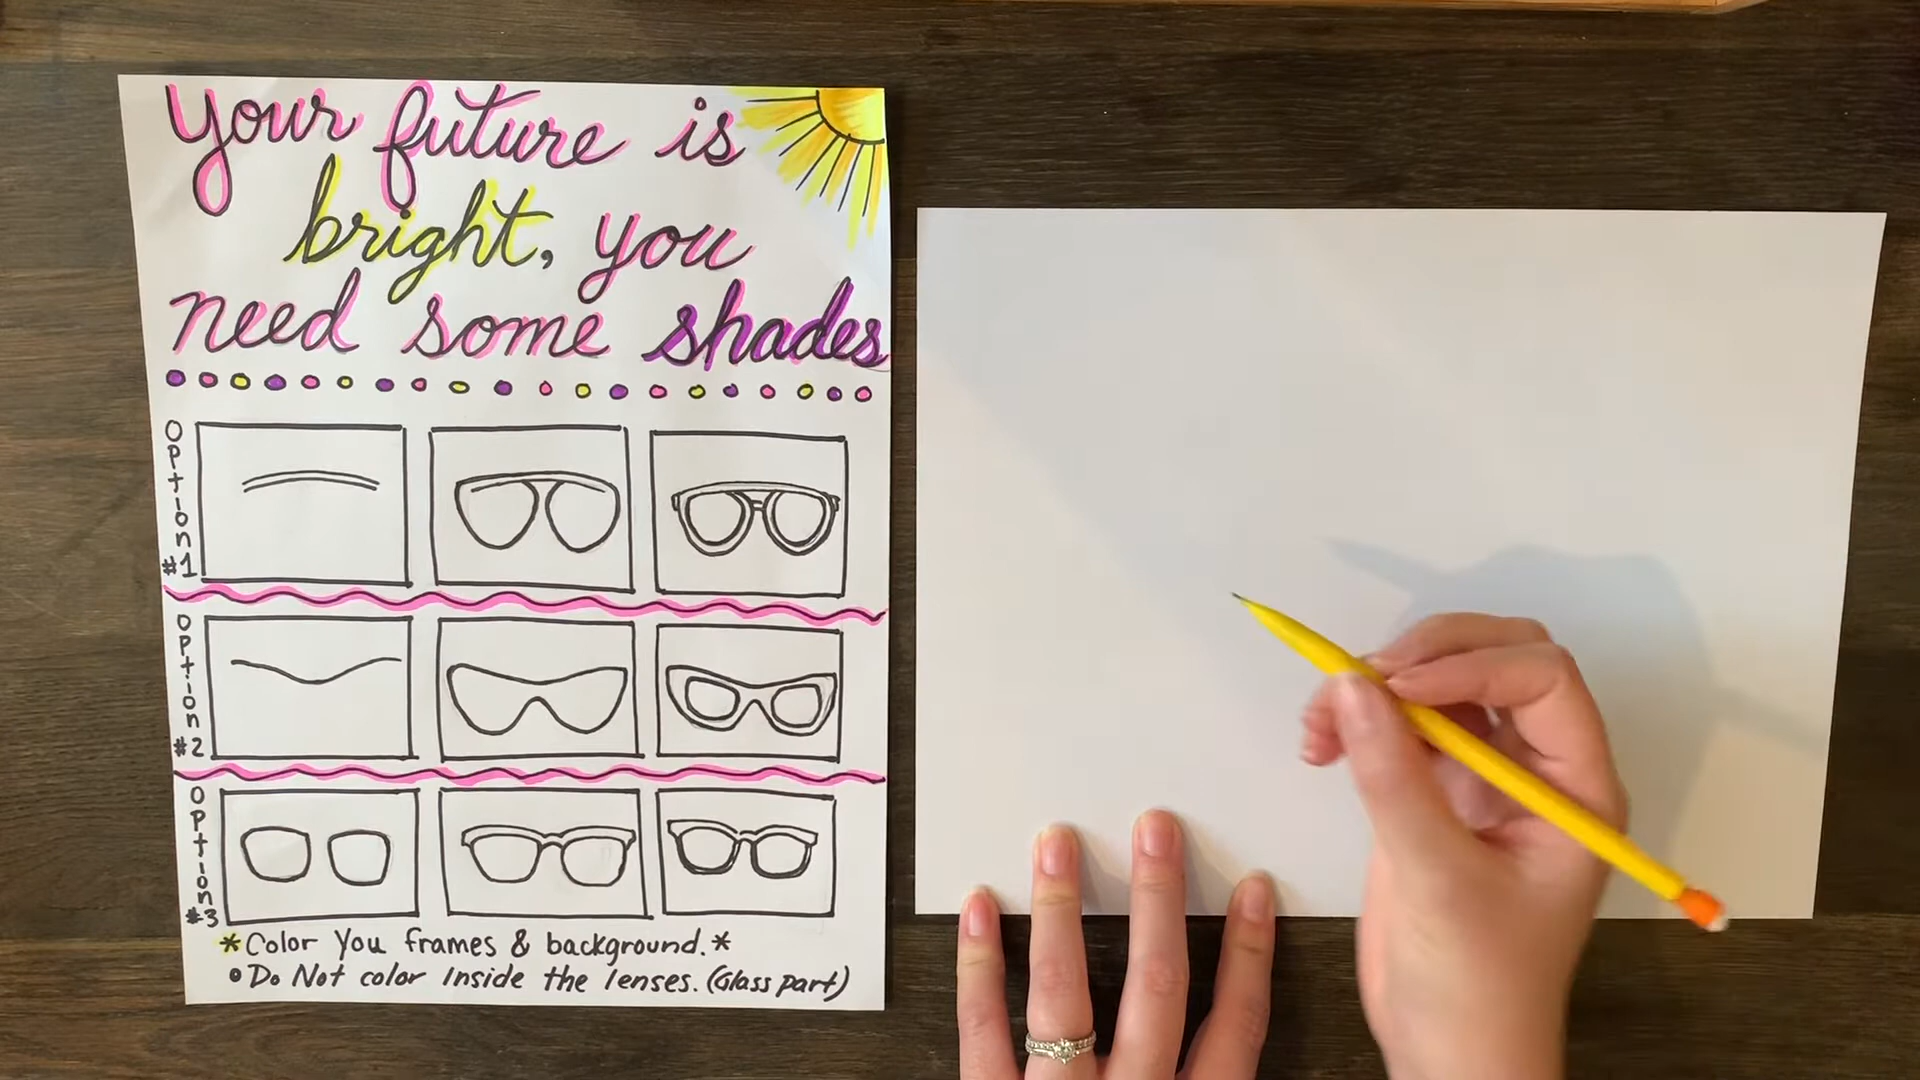 Your future is
bright, you
need some shades
Option #1
Option #2
Option #3
*Color You frames & background.*
• Do Not color inside the lenses. (Glass part)